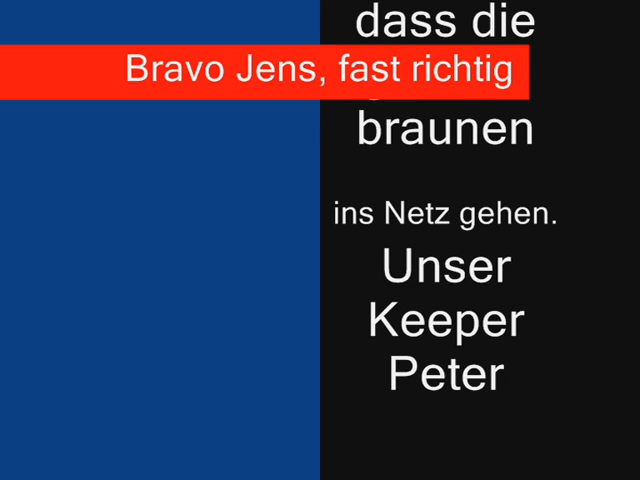 dass die
Bravo Jens, fast richtig
braunen
ins Netz gehen.
Unser
Keeper
Peter